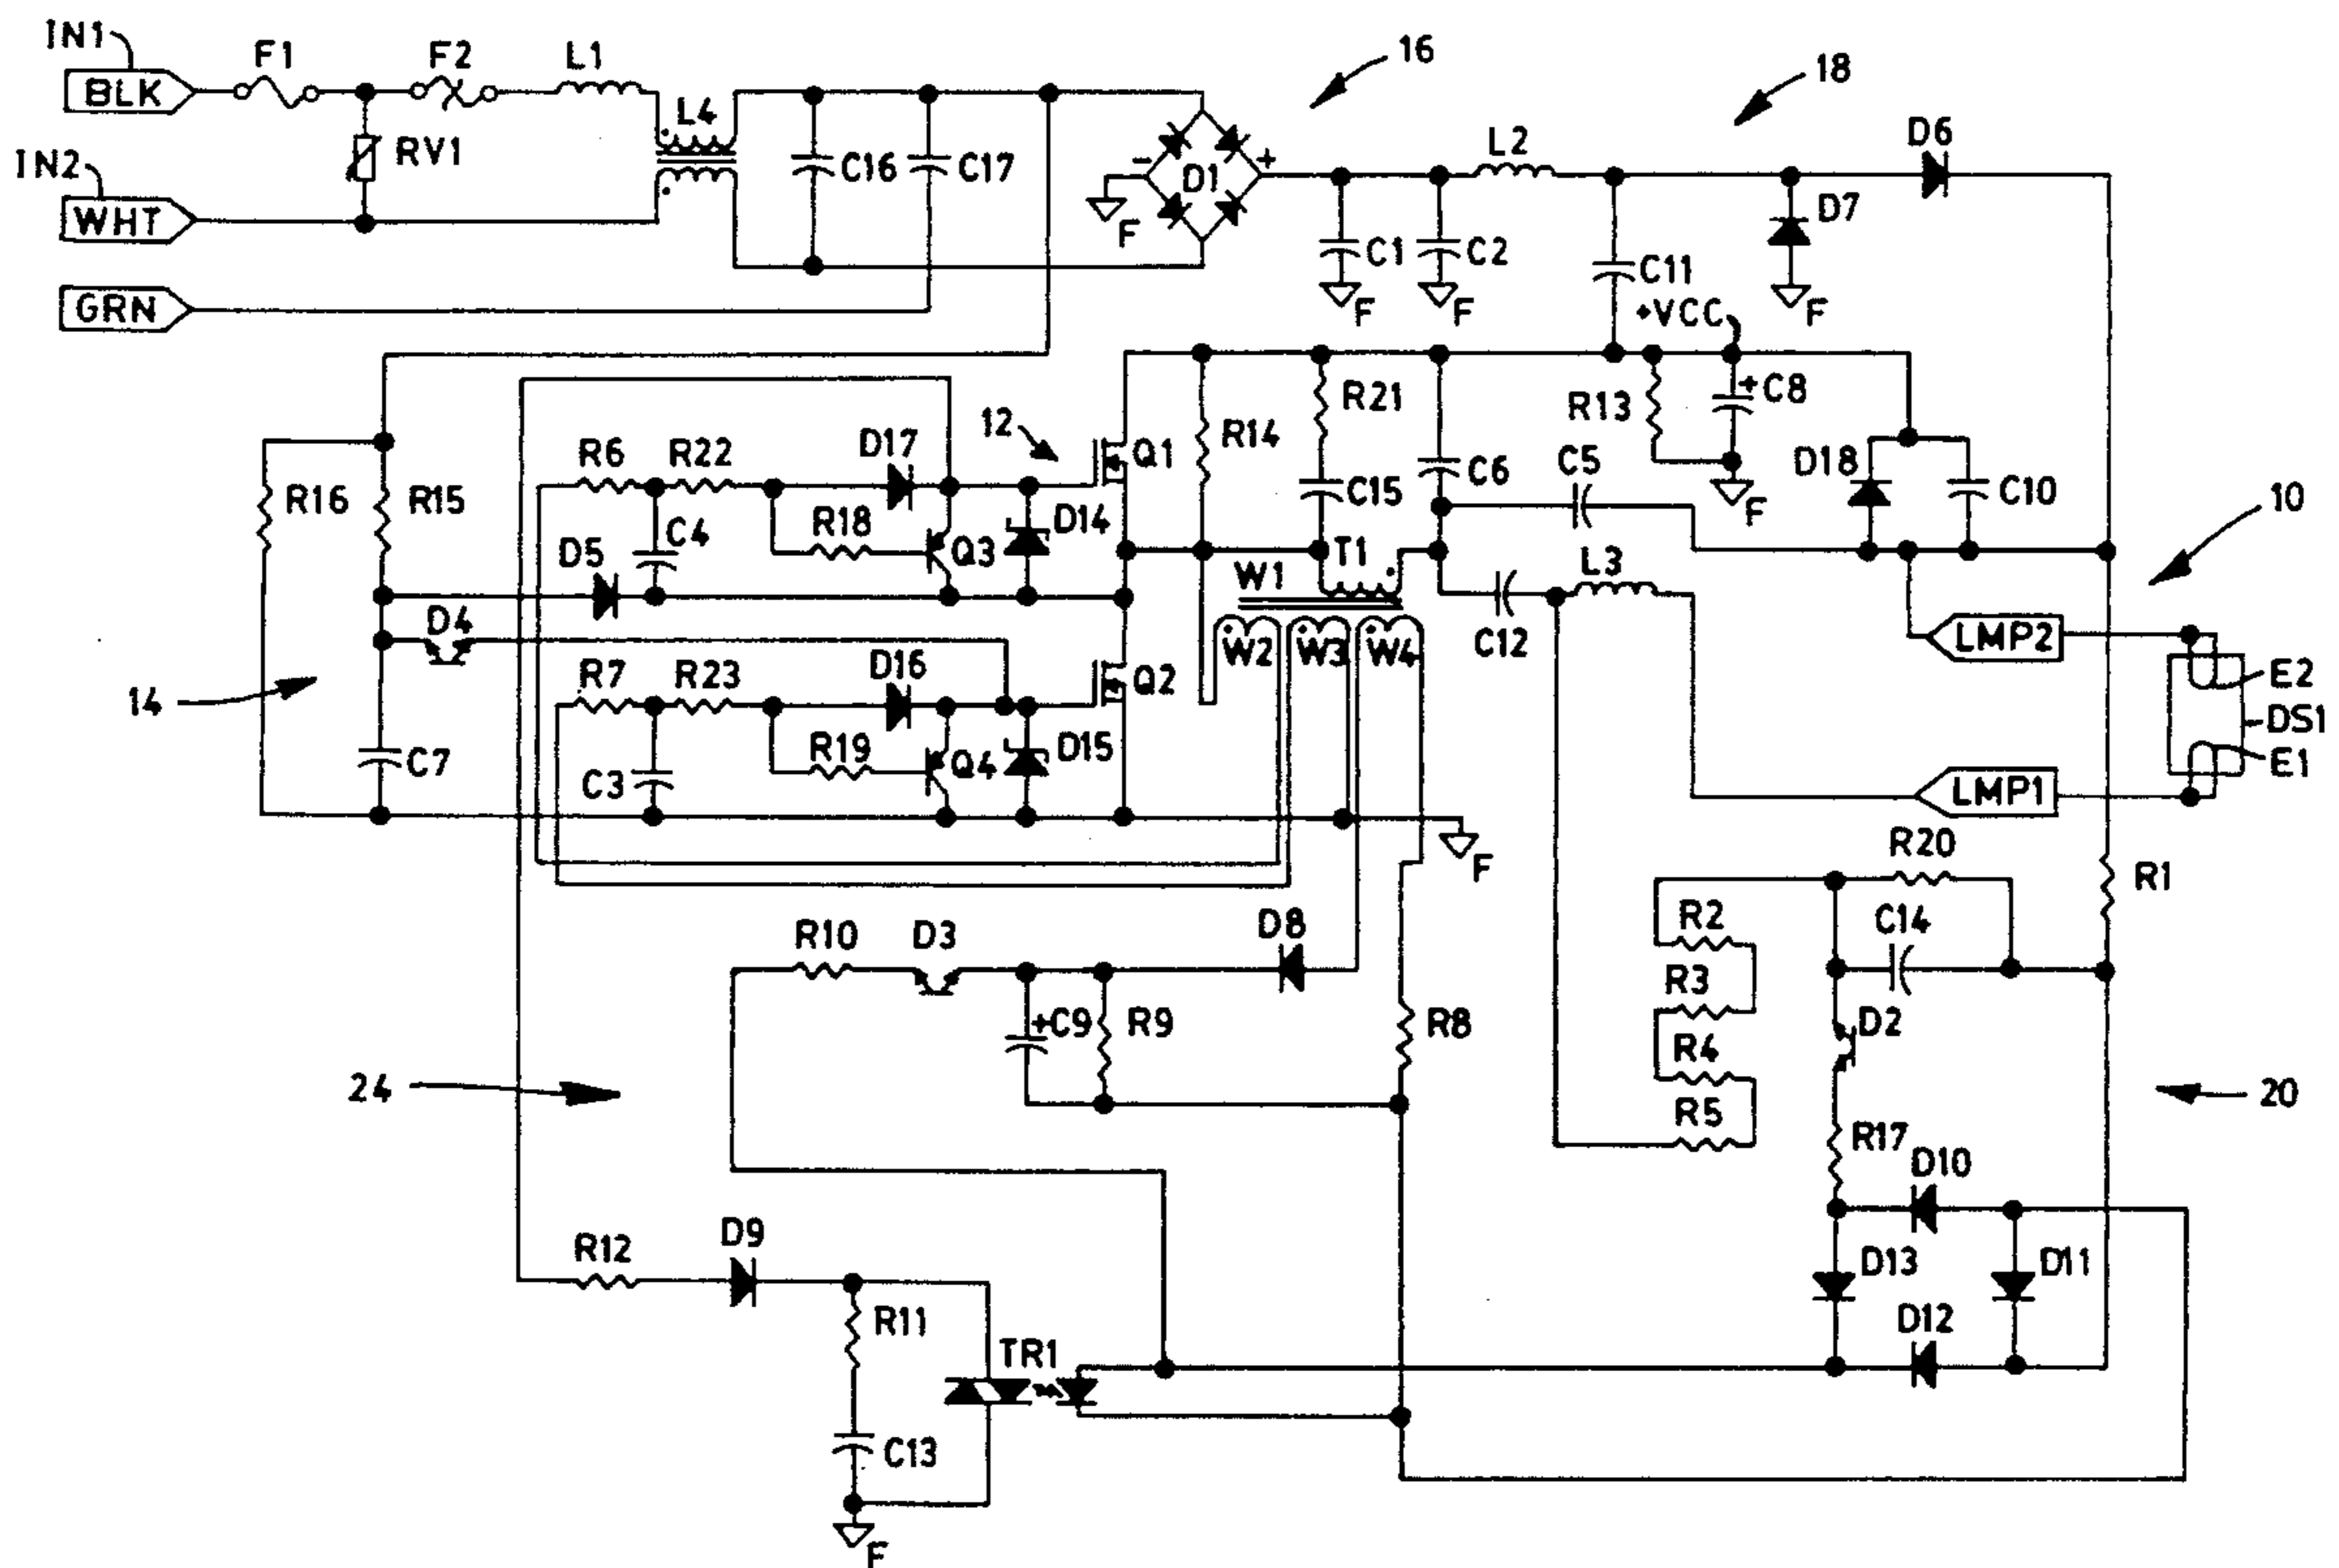 IN1
F1
F2
L1
16
18
BLK
L4
D6
IN2
RV1
C16
C17
-
D1
+
L2
D7
WHT
F
C1
C2
C11
GRN
F
F
+VCC
F
12
R14
R21
R13
+C8
R6
R22
D17
Q1
C6
C5
D18
C10
10
R16
R15
C4
R18
Q3
D14
C15
F
D5
W1
T1
L3
D4
W2
W3
W4
C12
LMP2
E2
14
R7
R23
D16
Q2
DS1
C7
C3
R19
Q4
D15
LMP1
E1
F
R20
R1
R10
D3
D8
R2
C14
+C9
R9
R8
R3
D2
24
R4
20
R5
R17
D10
R12
D9
D13
D11
R11
TR1
D12
C13
F